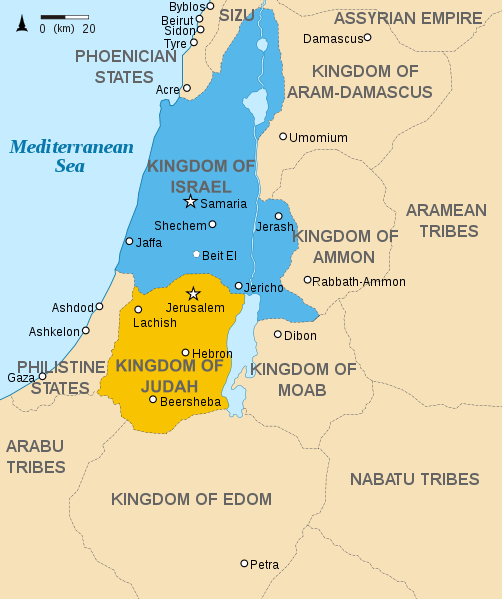 Byblos
SIZU
ASSYRIAN EMPIRE
0 (km) 20
Beirut
Sidon
Damascus
Tyre
PHOENICIAN
STATES
KINGDOM OF
ARAM-DAMASCUS
Acre
Umomium
Mediterranean
Sea
KINGDOM OF
ISRAEL
Samaria
ARAMEAN
TRIBES
Shechem
Jerash
KINGDOM OF
AMMON
Jaffa
Beit El
Rabbath-Ammon
Jericho
Ashdod
Jerusalem
Lachish
Ashkelon
Dibon
Hebron
PHILISTINE
STATES
Gaza
KINGDOM OF
JUDAH
KINGDOM OF
MOAB
Beersheba
ARABU
TRIBES
NABATU TRIBES
KINGDOM OF EDOM
Petra